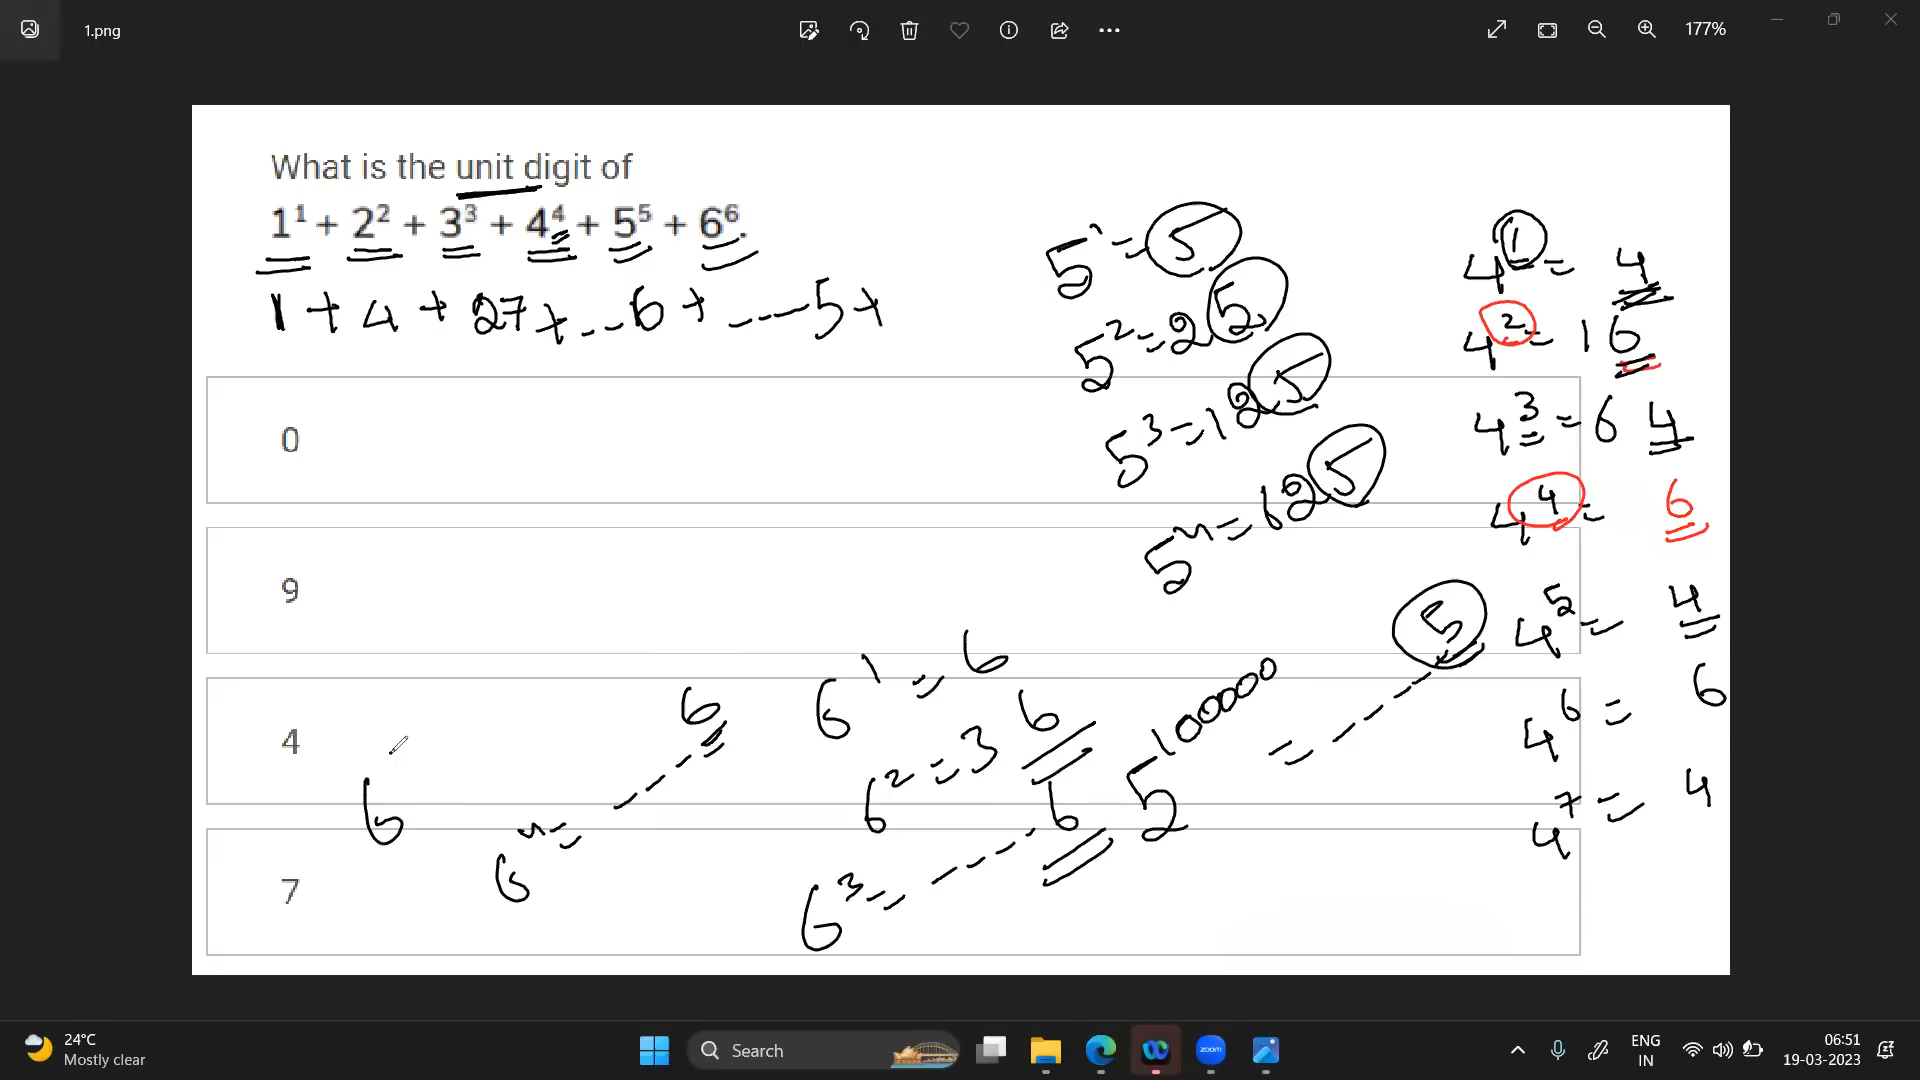 1.png
177%
What is the unit digit of
1¹ + 2² + 3³ + 4⁴ + 5⁵ + 6⁶.
1 + 4 + 27 + ---6 + ----5 +
0
9
4
7
5¹ = 5
5² = 25
5³ = 125
5ⁿ = 625
5¹⁰⁰⁰⁰⁰ = ----5
4¹ = 4
4² = 16
4³ = 64
4⁴ = 6
4⁵ = 4
4⁶ = 6
4⁷ = 4
6¹ = 6
6² = 36
6³ = ----6
6ⁿ = ----6
6
24°C
Mostly clear
Search
zoom
ENG
IN
06:51
19-03-2023